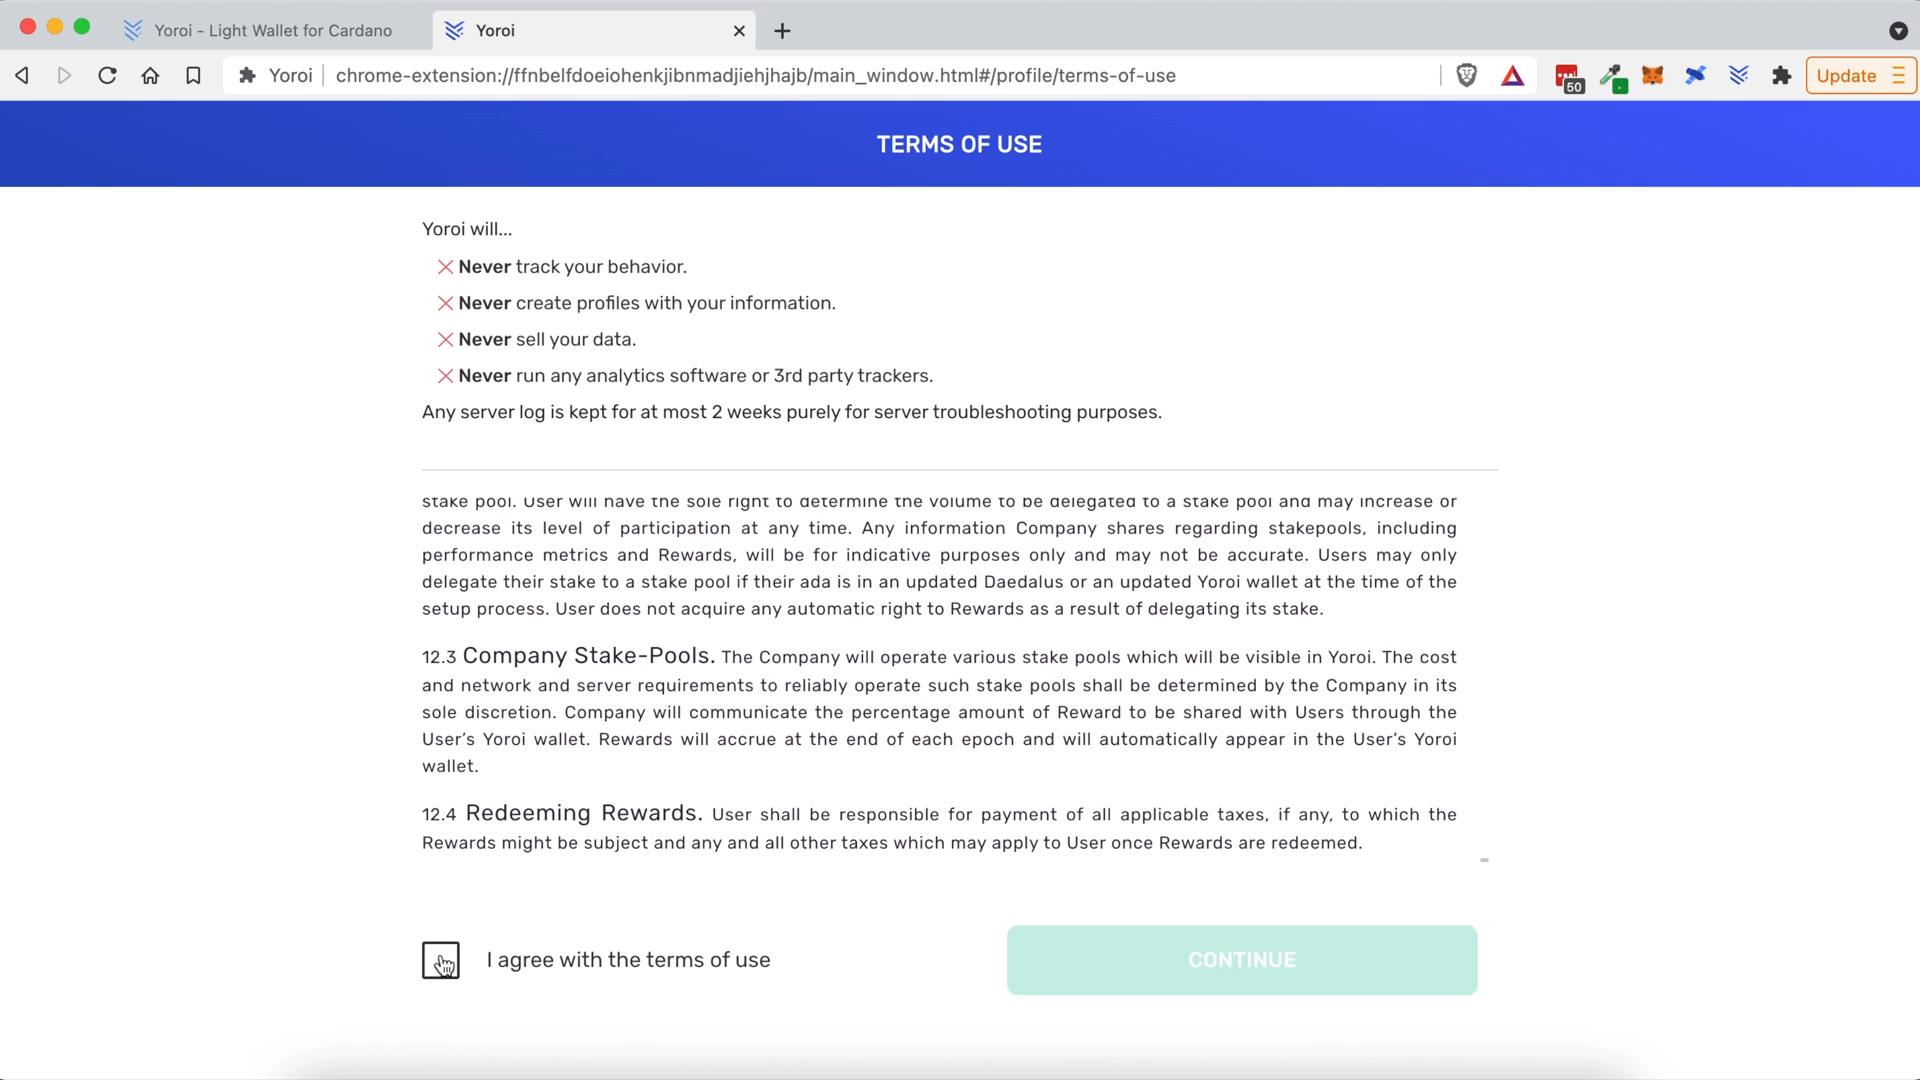 Yoroi - Light Wallet for Cardano
Yoroi
Yoroi
chrome-extension://ffnbelfdoeiohenkjibnmadjiehjhajb/main_window.html#/profile/terms-of-use
50
Update
TERMS OF USE
Yoroi will...
Never track your behavior.
Never create profiles with your information.
Never sell your data.
Never run any analytics software or 3rd party trackers.
Any server log is kept for at most 2 weeks purely for server troubleshooting purposes.
stake pool. User will have the sole right to determine the volume to be delegated to a stake pool and may increase or
decrease its level of participation at any time. Any information Company shares regarding stakepools, including
performance metrics and Rewards, will be for indicative purposes only and may not be accurate. Users may only
delegate their stake to a stake pool if their ada is in an updated Daedalus or an updated Yoroi wallet at the time of the
setup process. User does not acquire any automatic right to Rewards as a result of delegating its stake.
12.3 Company Stake-Pools. The Company will operate various stake pools which will be visible in Yoroi. The cost
and network and server requirements to reliably operate such stake pools shall be determined by the Company in its
sole discretion. Company will communicate the percentage amount of Reward to be shared with Users through the
User’s Yoroi wallet. Rewards will accrue at the end of each epoch and will automatically appear in the User’s Yoroi
wallet.
12.4 Redeeming Rewards. User shall be responsible for payment of all applicable taxes, if any, to which the
Rewards might be subject and any and all other taxes which may apply to User once Rewards are redeemed.
I agree with the terms of use
CONTINUE